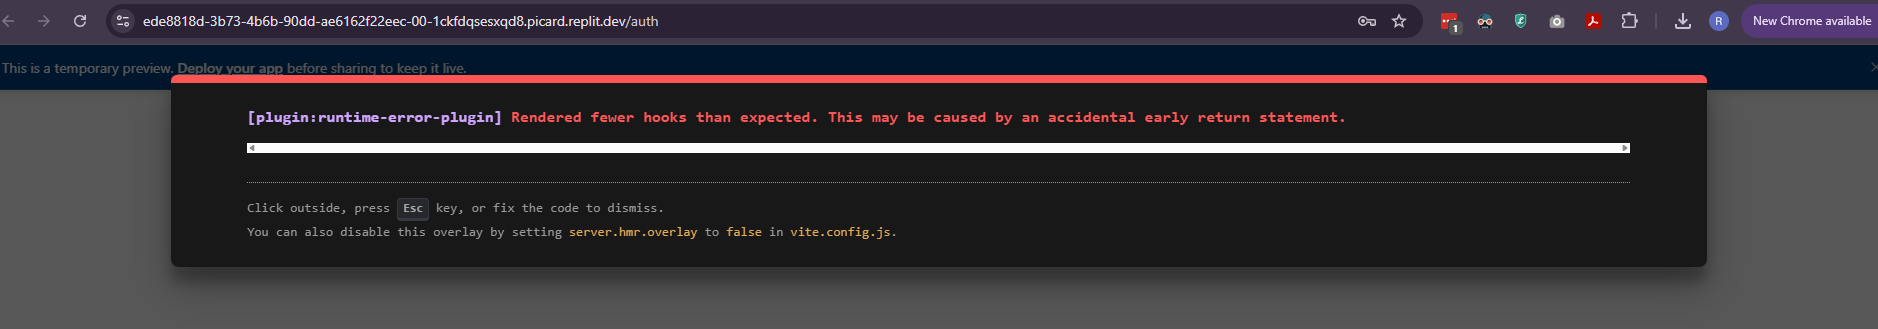 ede8818d-3b73-4b6b-90dd-ae6162f22eec-00-1ckfdqsesxqd8.picard.replit.dev/auth
1
R
New Chrome available
This is a temporary preview. Deploy your app before sharing to keep it live.
[plugin:runtime-error-plugin] Rendered fewer hooks than expected. This may be caused by an accidental early return statement.
Click outside, press Esc key, or fix the code to dismiss.
You can also disable this overlay by setting server.hmr.overlay to false in vite.config.js.